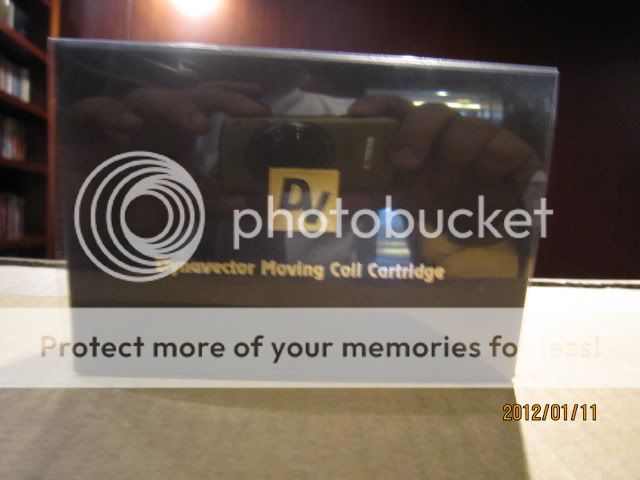 DV
photobucket
Dynavector Moving Coil Cartridge
Protect more of your memories for less!
2012/01/11